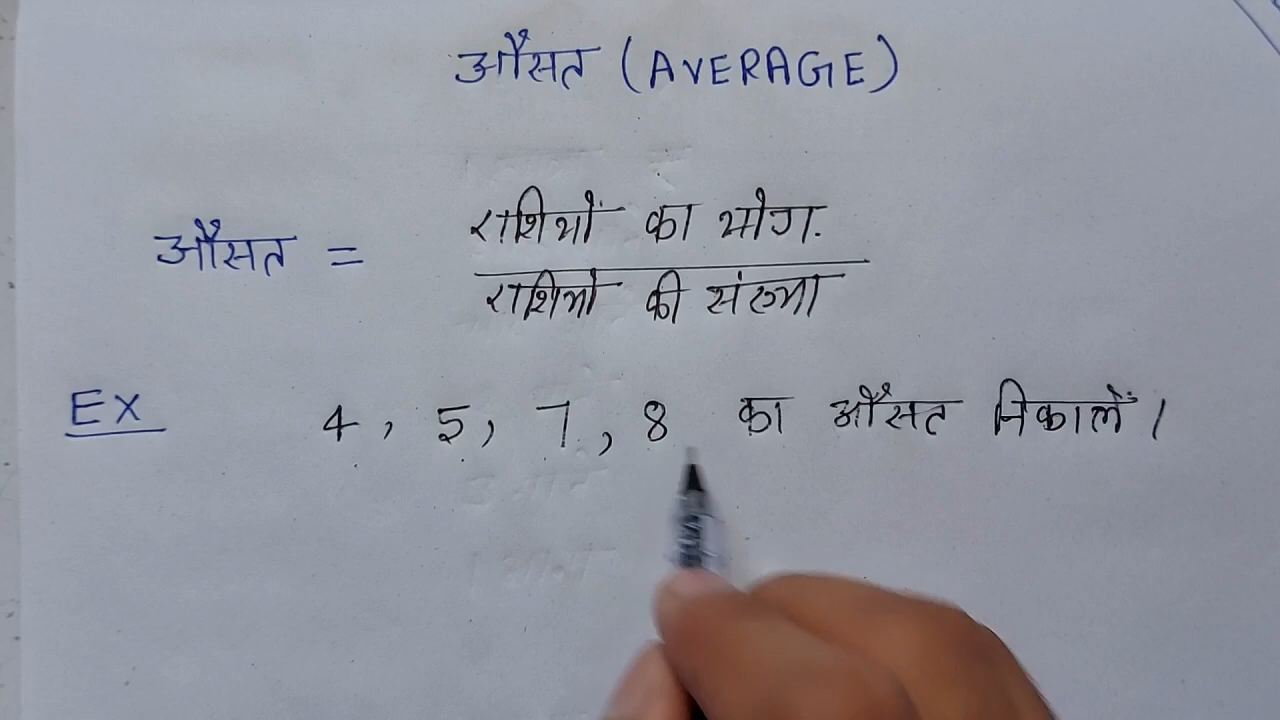 औसत (AVERAGE)
औसत = राशियों का योग.
राशियों की संख्या
Ex 4, 5, 7, 8 का औसत निकालें।